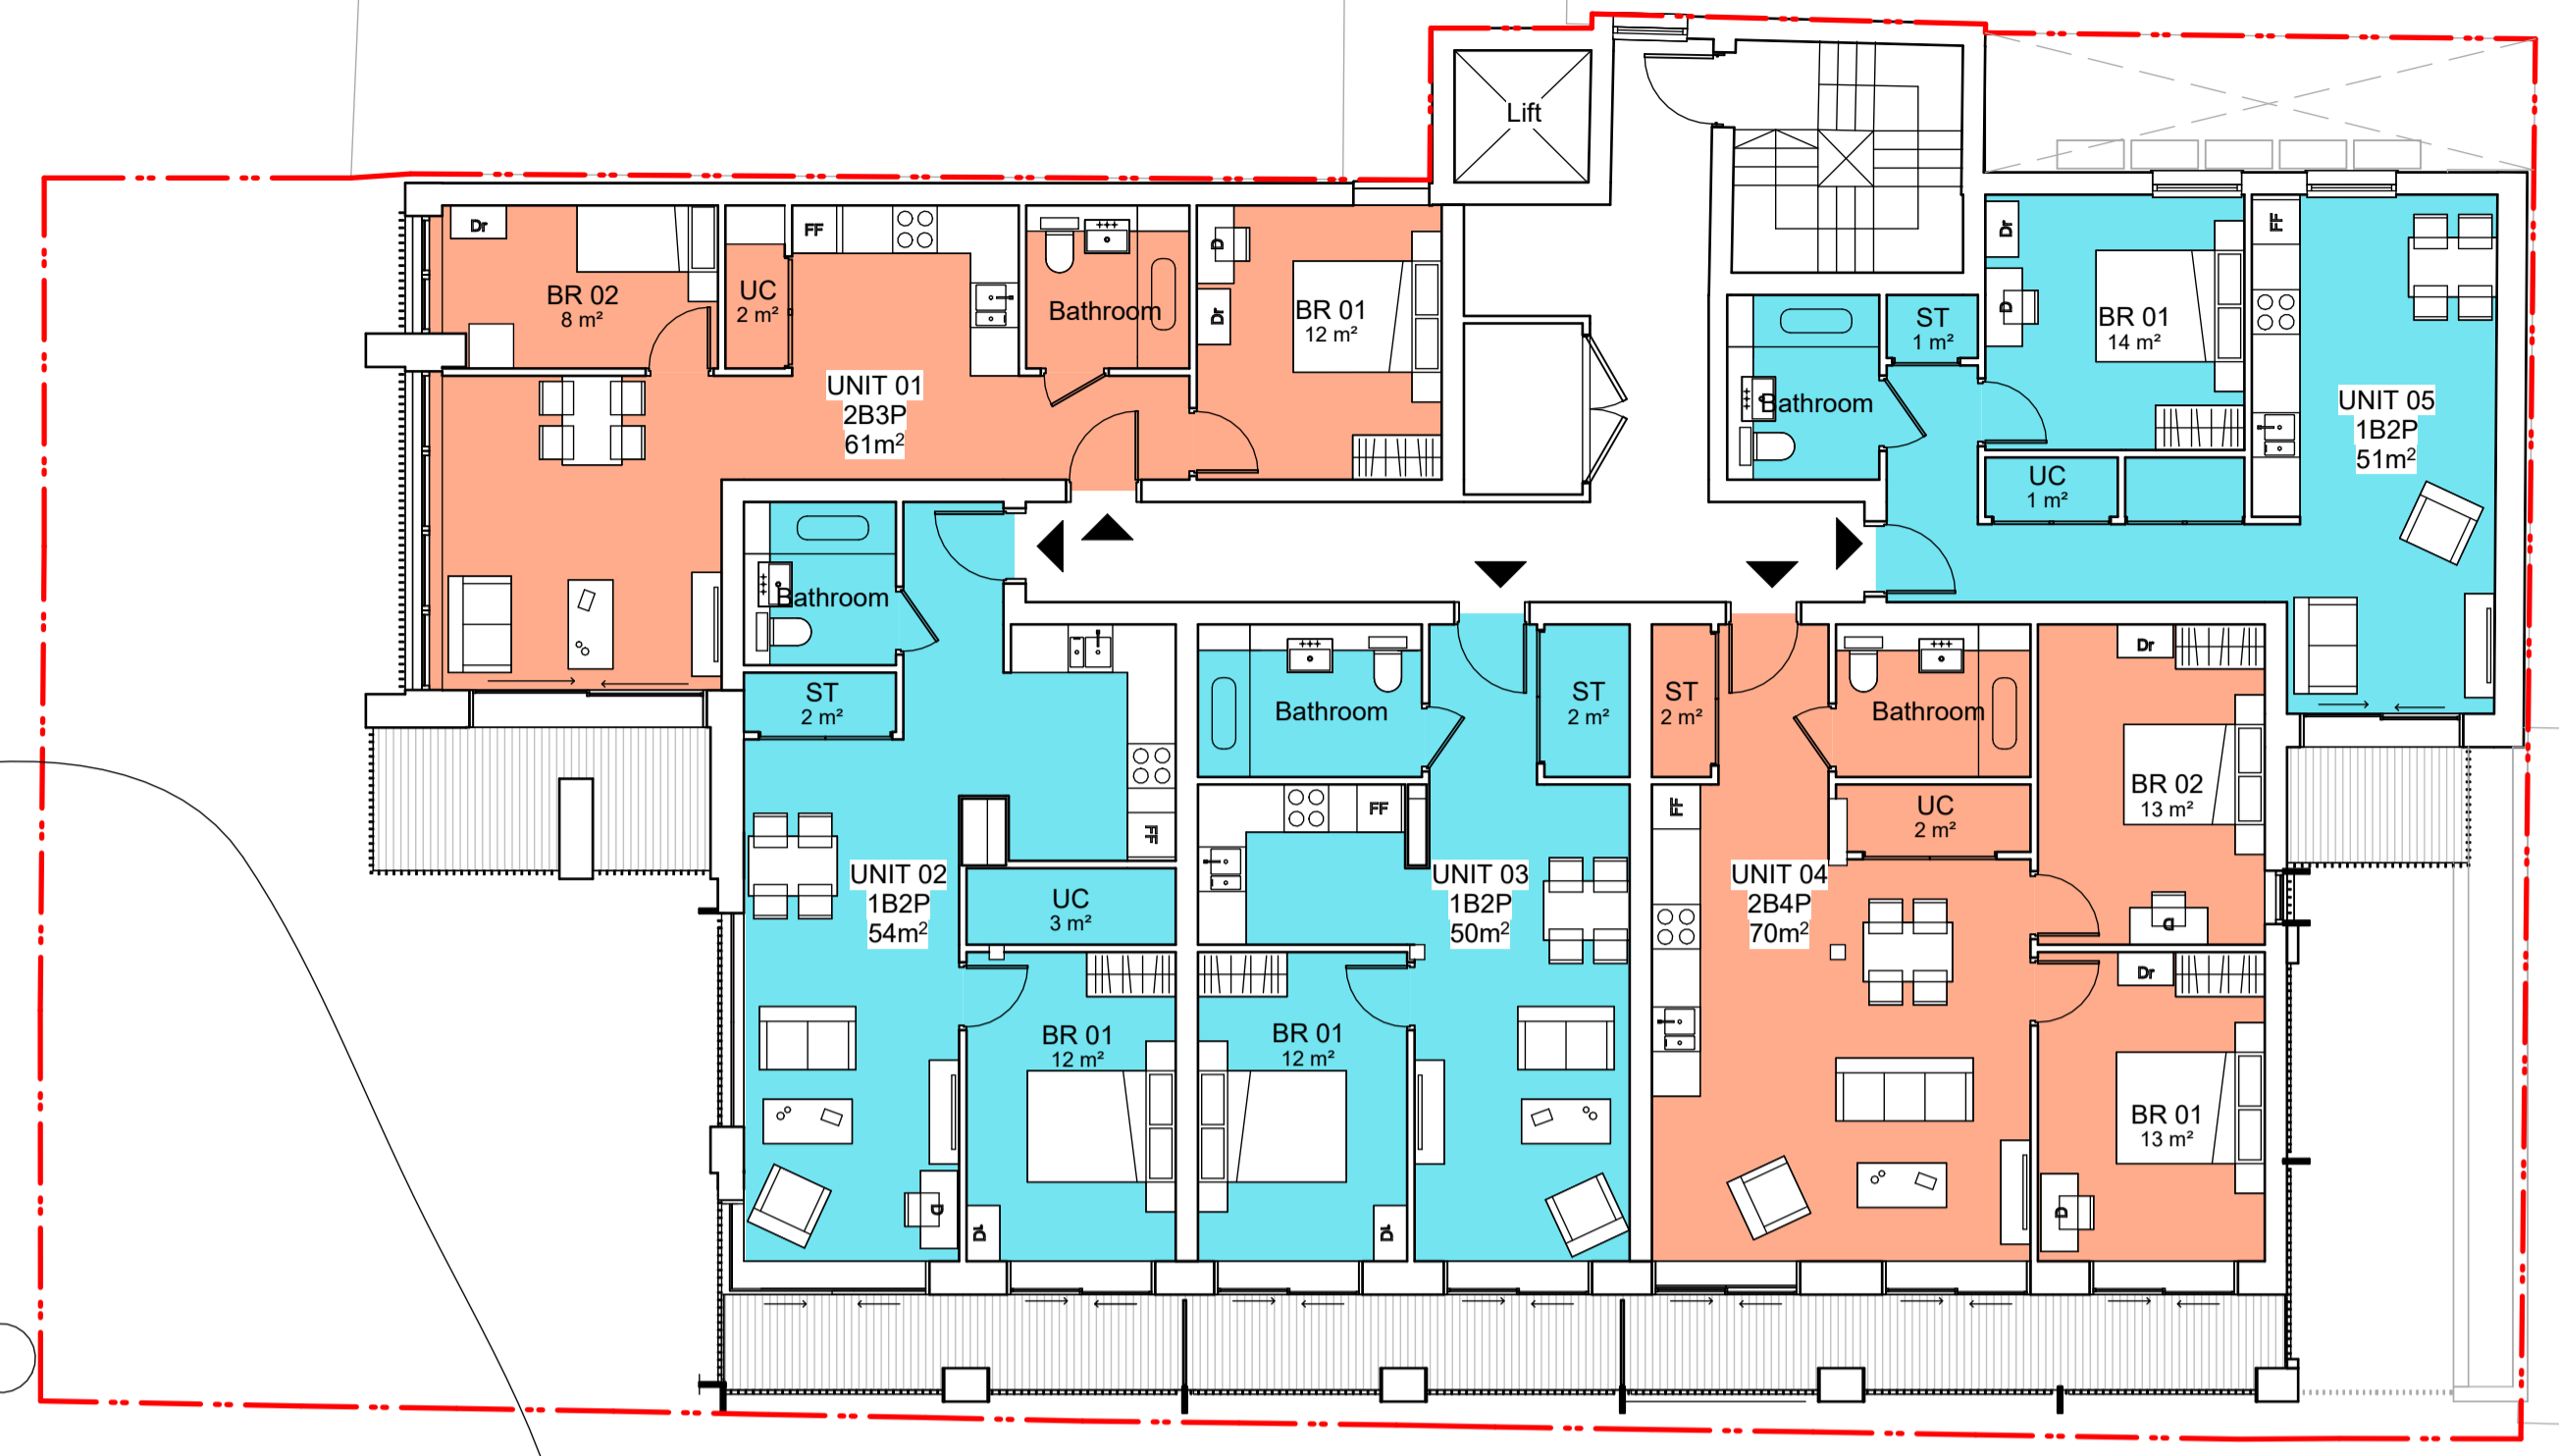 Lift
Dr
BR 02
8 m²
UC
2 m²
FF
Bathroom
D
Dr
BR 01
12 m²
UNIT 01
2B3P
61m²
Bathroom
ST
1 m²
Dr
D
BR 01
14 m²
FF
UNIT 05
1B2P
51m²
UC
1 m²
Bathroom
ST
2 m²
FF
UNIT 02
1B2P
54m²
UC
3 m²
BR 01
12 m²
D
Bathroom
ST
2 m²
FF
UNIT 03
1B2P
50m²
BR 01
12 m²
ST
2 m²
Bathroom
Dr
FF
UC
2 m²
BR 02
13 m²
UNIT 04
2B4P
70m²
D
Dr
BR 01
13 m²
D